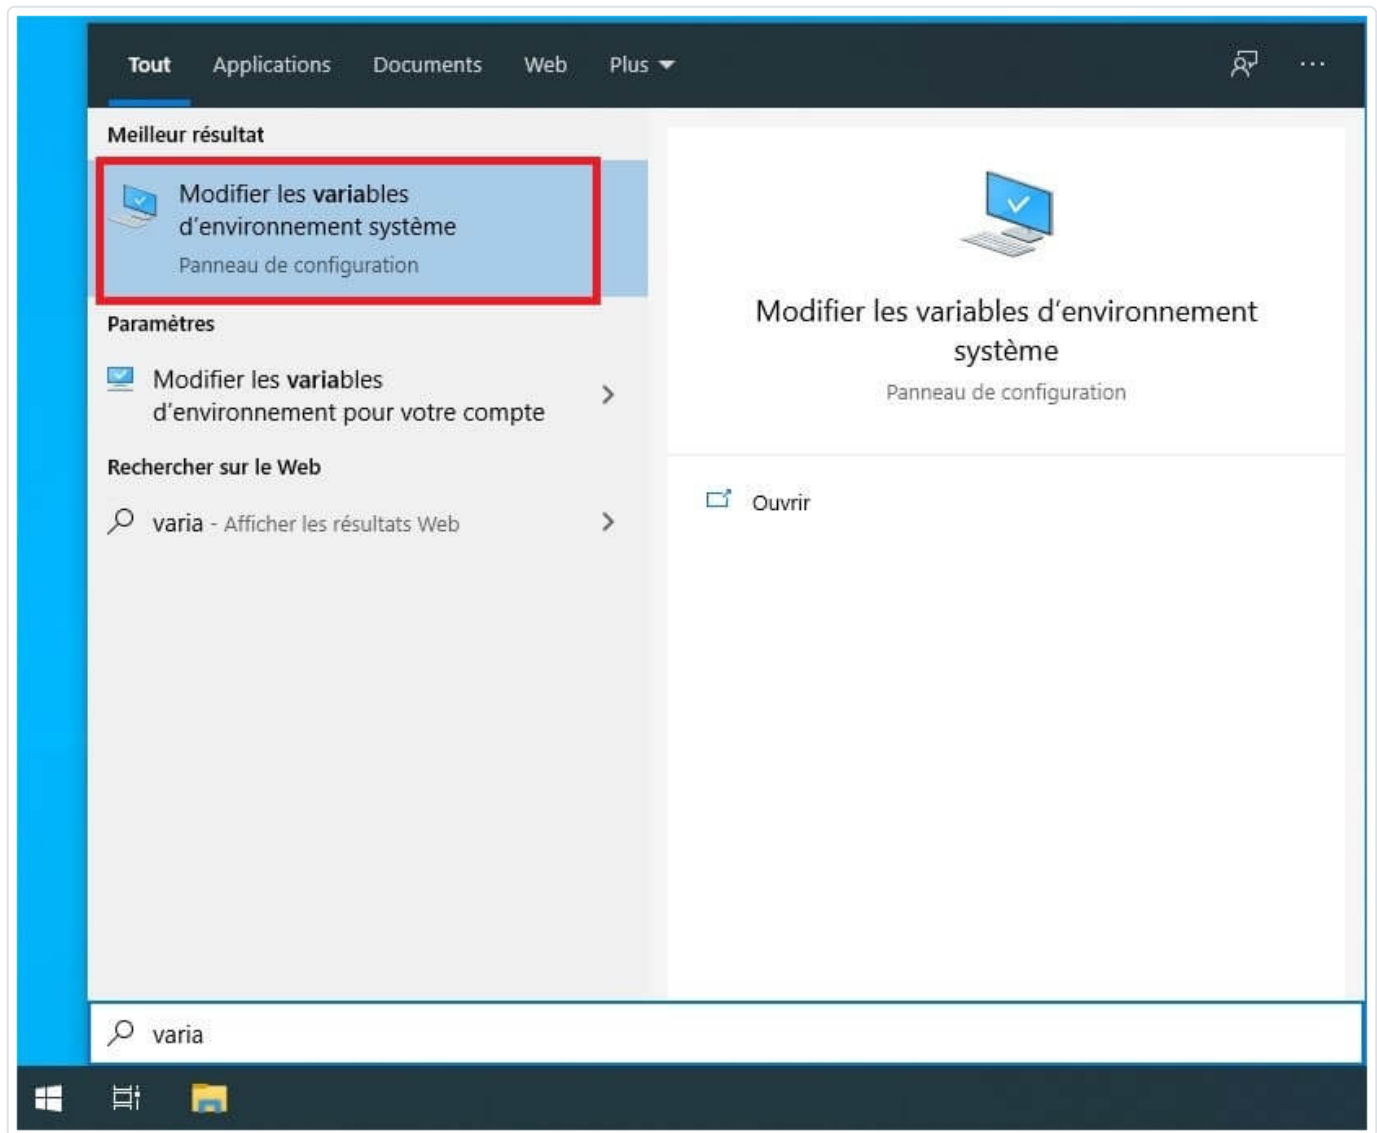 Tout Applications Documents Web Plus
Meilleur résultat
Modifier les variables
d'environnement système
Panneau de configuration
Paramètres
Modifier les variables
d'environnement pour votre compte
Rechercher sur le Web
varia - Afficher les résultats Web
Modifier les variables d'environnement
système
Panneau de configuration
Ouvrir
varia